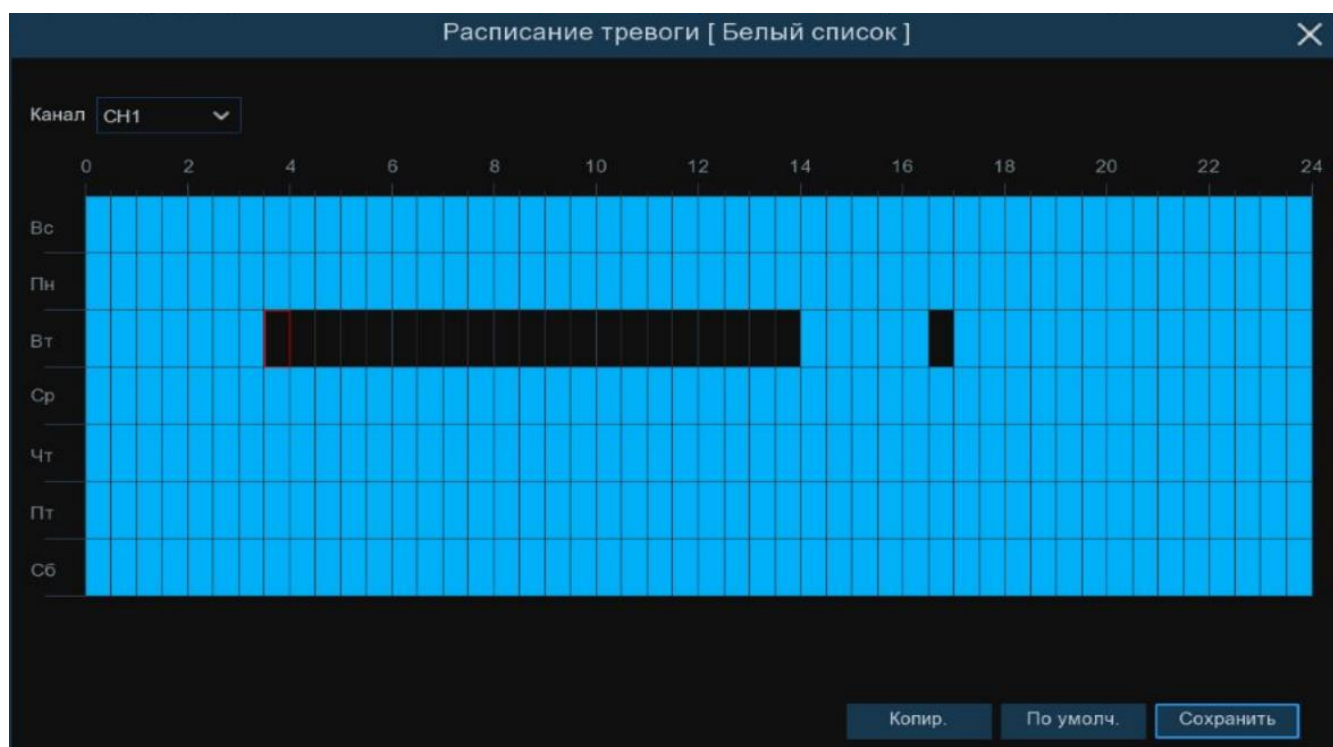 Расписание тревоги [ Белый список ]
Канал CH1
0 2 4 6 8 10 12 14 16 18 20 22 24
Вс
Пн
Вт
Ср
Чт
Пт
Сб
Копир. По умолч. Сохранить